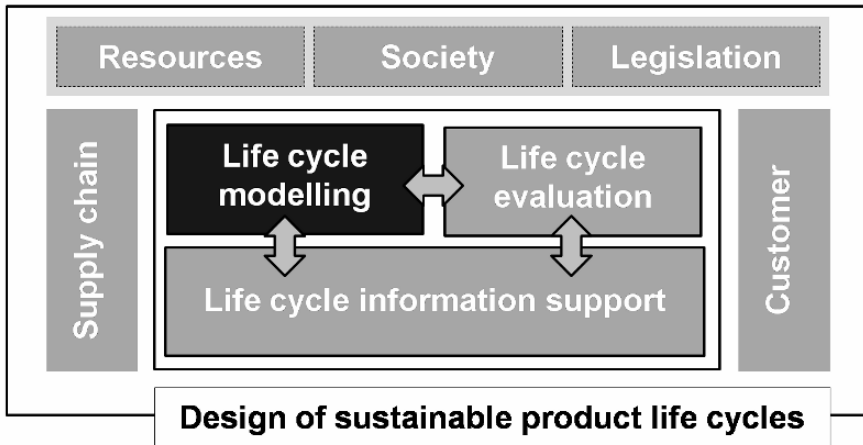 Resources
Society
Legislation
Supply chain
Life cycle
modelling
Life cycle
evaluation
Life cycle information support
Customer
Design of sustainable product life cycles